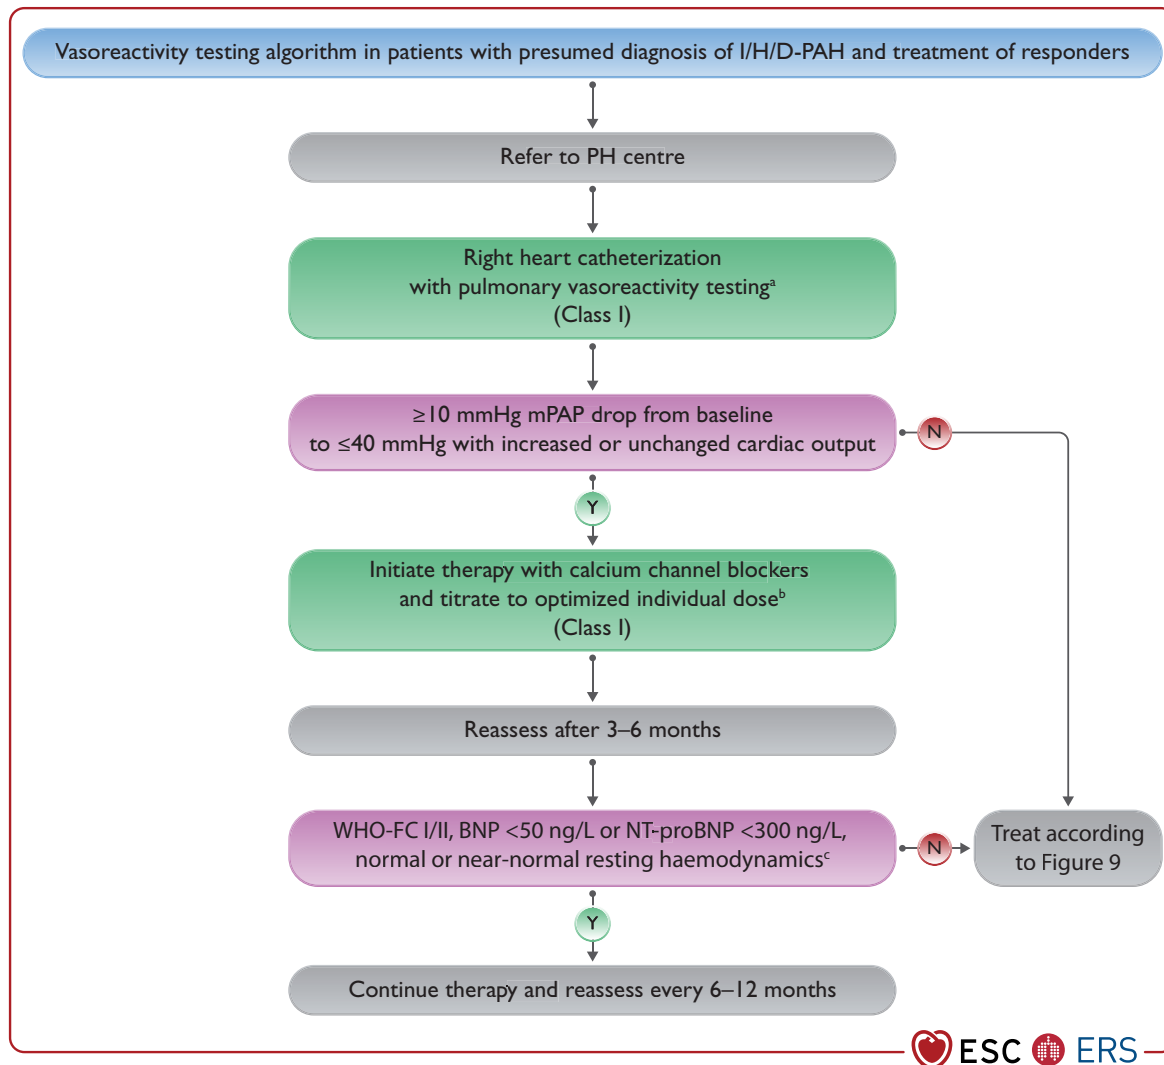 Vasoreactivity testing algorithm in patients with presumed diagnosis of I/H/D-PAH and treatment of responders
Refer to PH centre
Right heart catheterization
with pulmonary vasoreactivity testingᵃ
(Class I)
≥10 mmHg mPAP drop from baseline
to ≤40 mmHg with increased or unchanged cardiac output
N
Y
Initiate therapy with calcium channel blockers
and titrate to optimized individual doseᵇ
(Class I)
Reassess after 3–6 months
WHO-FC I/II, BNP <50 ng/L or NT-proBNP <300 ng/L,
normal or near-normal resting haemodynamicsᶜ
N
Treat according
to Figure 9
Y
Continue therapy and reassess every 6–12 months
ESC ERS